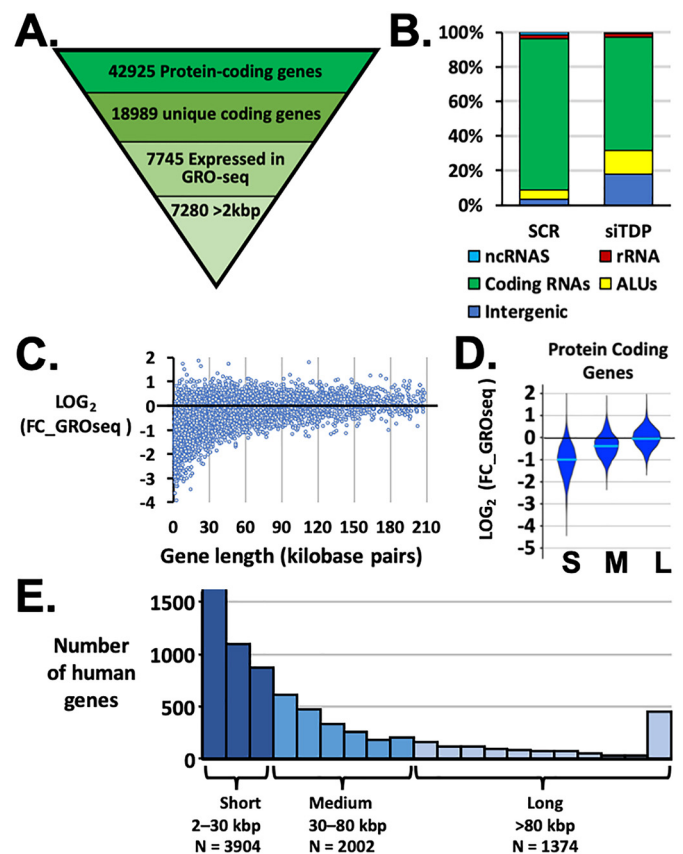 A.
42925 Protein-coding genes
18989 unique coding genes
7745 Expressed in
GRO-seq
7280 >2kbp
B.
100%
80%
60%
40%
20%
0%
SCR siTDP
ncRNAS rRNA
Coding RNAs ALUs
Intergenic
C.
LOG2
(FC_GROseq )
2
1
0
-1
-2
-3
-4
0 30 60 90 120 150 180 210
Gene length (kilobase pairs)
D.
Protein Coding
Genes
LOG2 (FC_GROseq)
2
1
0
-1
-2
-3
-4
-5
S M L
E.
Number
of human
genes
1500
1000
500
0
Short Medium Long
2–30 kbp 30–80 kbp >80 kbp
N = 3904 N = 2002 N = 1374